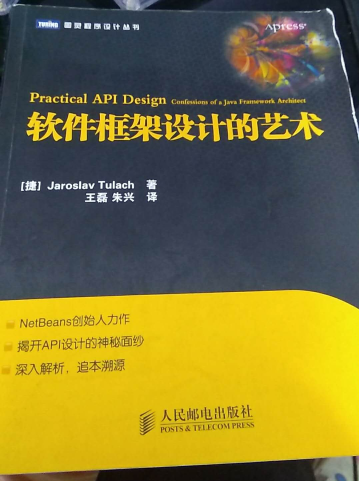 TURING 图灵程序设计丛书
Apress®
Practical API Design Confessions of a Java Framework Architect
软件框架设计的艺术
[捷] Jaroslav Tulach 著
王磊 朱兴 译
NetBeans创始人力作
揭开API设计的神秘面纱
深入解析，追本溯源
人民邮电出版社
POSTS & TELECOM PRESS